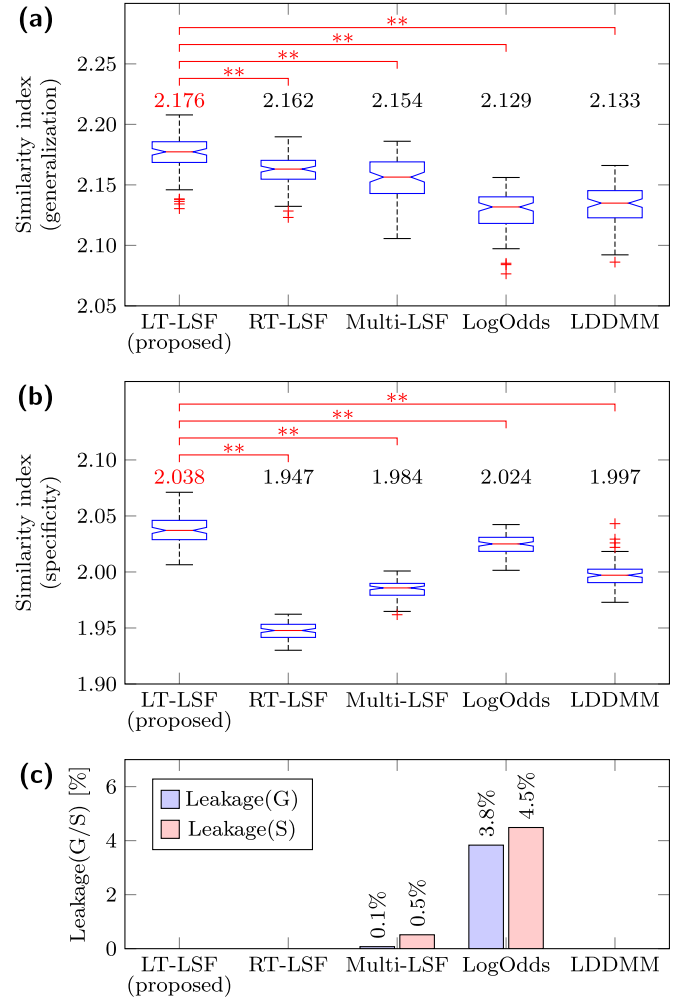 (a)
Similarity index
(generalization)
2.25
2.20
2.15
2.10
2.05
**
**
**
**
2.176 2.162 2.154 2.129 2.133
LT-LSF RT-LSF Multi-LSF LogOdds LDDMM
(proposed)
(b)
Similarity index
(specificity)
2.10
2.05
2.00
1.95
1.90
**
**
**
**
2.038 1.947 1.984 2.024 1.997
LT-LSF RT-LSF Multi-LSF LogOdds LDDMM
(proposed)
(c)
Leakage(G/S) [%]
6
4
2
0
Leakage(G)
Leakage(S)
0.1% 0.5% 3.8% 4.5%
LT-LSF RT-LSF Multi-LSF LogOdds LDDMM
(proposed)